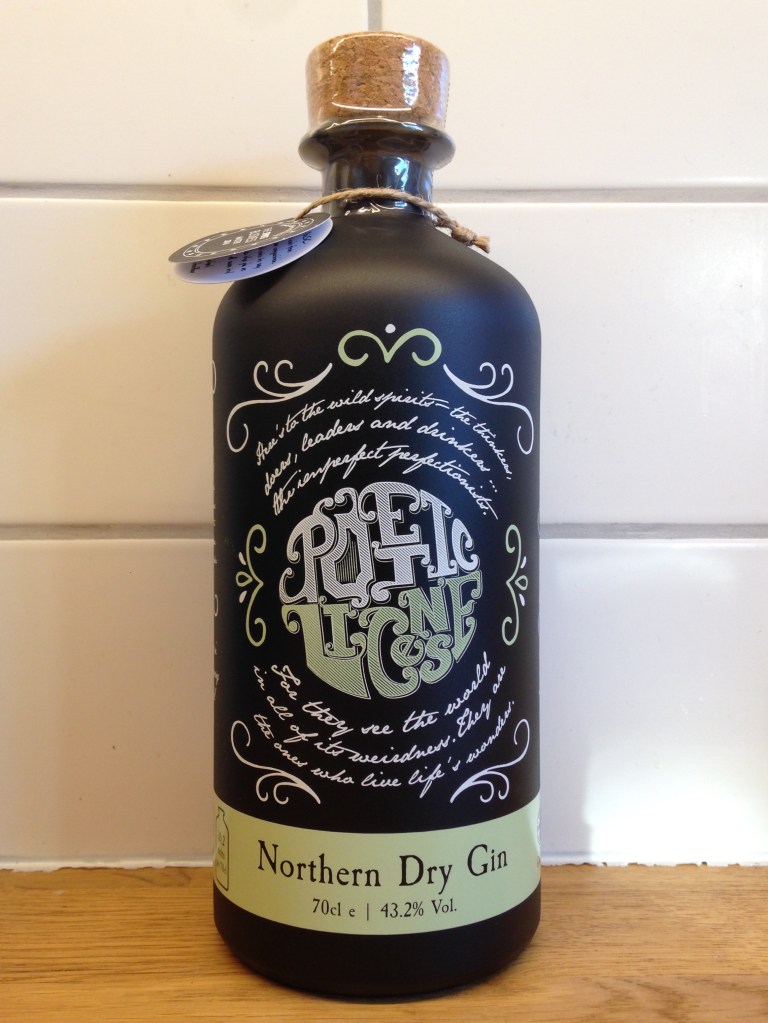 Here's to the wild spirits – the thinkers,
doers, leaders and drinkers ...
the imperfect perfectionists.
POETIC
LICENSE
For they see the world
in all of its weirdness. They are
the ones who live life's wonders.
Northern Dry Gin
70cl e | 43.2% Vol.